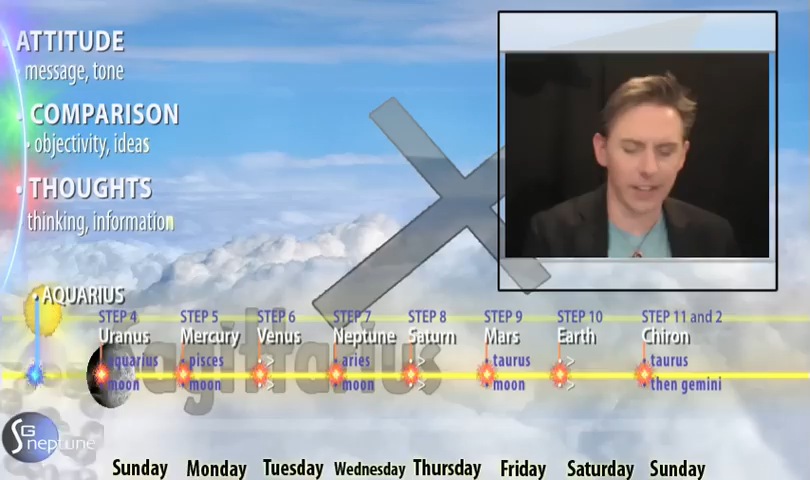 ATTITUDE
• message, tone
• COMPARISON
• objectivity, ideas
• THOUGHTS
thinking, information
• AQUARIUS
STEP 4 STEP 5 STEP 6 STEP 7 STEP 8 STEP 9 STEP 10 STEP 11 and 2
Uranus Mercury Venus Neptune Saturn Mars Earth Chiron
• aquarius • pisces • > • aries • > • taurus • > • taurus
moon moon > moon > moon > then gemini
Sagittarius
SG
neptune
Sunday Monday Tuesday Wednesday Thursday Friday Saturday Sunday